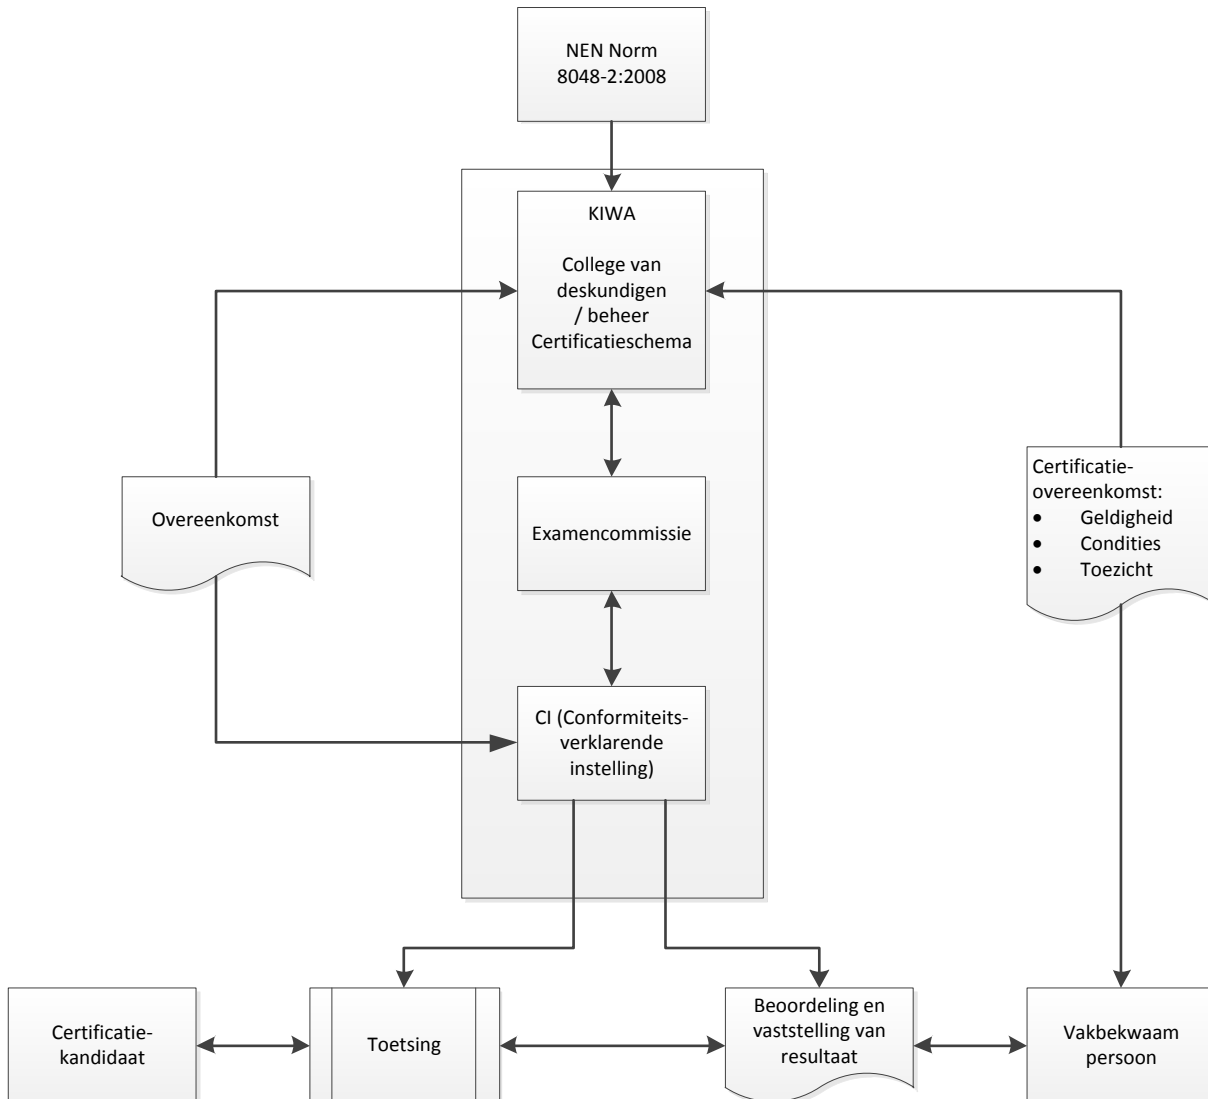 NEN Norm
8048-2:2008
KIWA
College van
deskundigen
/ beheer
Certificatieschema
Overeenkomst
Examencommissie
Certificatie-
overeenkomst:
• Geldigheid
• Condities
• Toezicht
CI (Conformiteits-
verklarende
instelling)
Certificatie-
kandidaat
Toetsing
Beoordeling en
vaststelling van
resultaat
Vakbekwaam
persoon